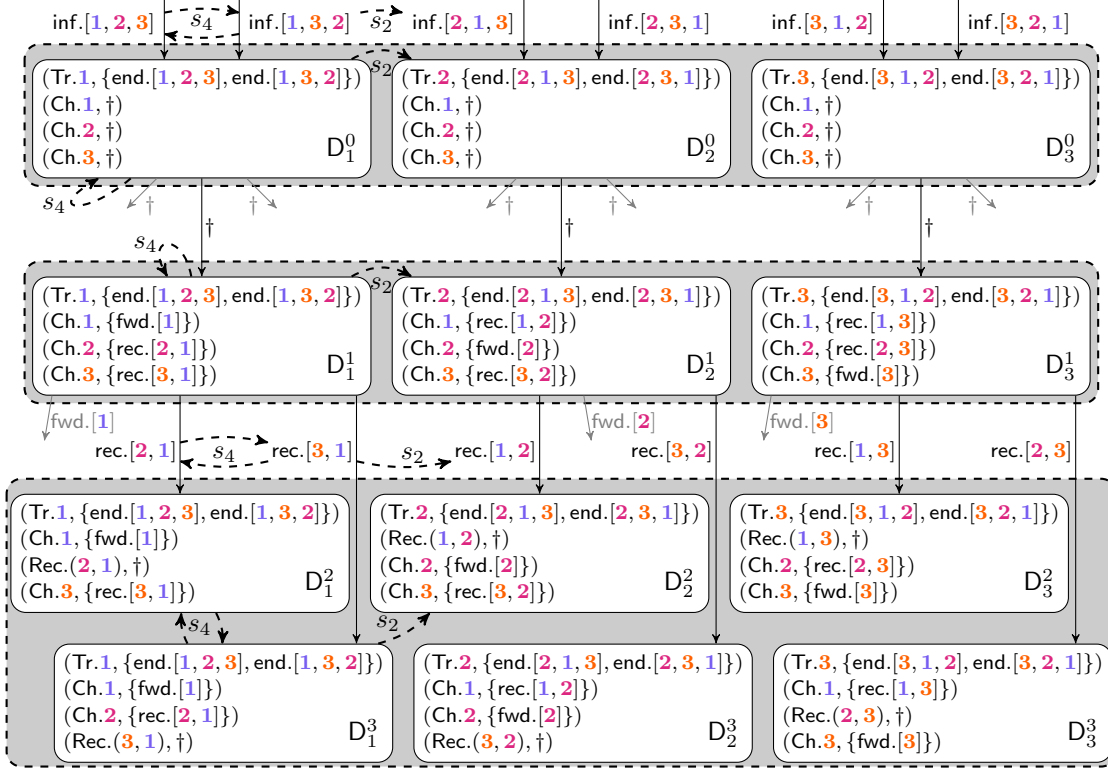 inf.[1, 2, 3] s4 inf.[1, 3, 2] s2 inf.[2, 1, 3] inf.[2, 3, 1] inf.[3, 1, 2] inf.[3, 2, 1]
(Tr.1, {end.[1, 2, 3], end.[1, 3, 2]})
(Ch.1, †)
(Ch.2, †)
(Ch.3, †)
D₁⁰
s2
(Tr.2, {end.[2, 1, 3], end.[2, 3, 1]})
(Ch.1, †)
(Ch.2, †)
(Ch.3, †)
D₂⁰
(Tr.3, {end.[3, 1, 2], end.[3, 2, 1]})
(Ch.1, †)
(Ch.2, †)
(Ch.3, †)
D₃⁰
s4 † † † † † †
† † †
s4
(Tr.1, {end.[1, 2, 3], end.[1, 3, 2]})
(Ch.1, {fwd.[1]})
(Ch.2, {rec.[2, 1]})
(Ch.3, {rec.[3, 1]})
D₁¹
s2
(Tr.2, {end.[2, 1, 3], end.[2, 3, 1]})
(Ch.1, {rec.[1, 2]})
(Ch.2, {fwd.[2]})
(Ch.3, {rec.[3, 2]})
D₂¹
(Tr.3, {end.[3, 1, 2], end.[3, 2, 1]})
(Ch.1, {rec.[1, 3]})
(Ch.2, {rec.[2, 3]})
(Ch.3, {fwd.[3]})
D₃¹
fwd.[1] fwd.[2] fwd.[3]
rec.[2, 1] s4 rec.[3, 1] s2 rec.[1, 2] rec.[3, 2] rec.[1, 3] rec.[2, 3]
(Tr.1, {end.[1, 2, 3], end.[1, 3, 2]})
(Ch.1, {fwd.[1]})
(Rec.(2, 1), †)
(Ch.3, {rec.[3, 1]})
D₁²
(Tr.2, {end.[2, 1, 3], end.[2, 3, 1]})
(Rec.(1, 2), †)
(Ch.2, {fwd.[2]})
(Ch.3, {rec.[3, 2]})
D₂²
(Tr.3, {end.[3, 1, 2], end.[3, 2, 1]})
(Rec.(1, 3), †)
(Ch.2, {rec.[2, 3]})
(Ch.3, {fwd.[3]})
D₃²
s4 s2
(Tr.1, {end.[1, 2, 3], end.[1, 3, 2]})
(Ch.1, {fwd.[1]})
(Ch.2, {rec.[2, 1]})
(Rec.(3, 1), †)
D₁³
(Tr.2, {end.[2, 1, 3], end.[2, 3, 1]})
(Ch.1, {rec.[1, 2]})
(Ch.2, {fwd.[2]})
(Rec.(3, 2), †)
D₂³
(Tr.3, {end.[3, 1, 2], end.[3, 2, 1]})
(Ch.1, {rec.[1, 3]})
(Rec.(2, 3), †)
(Ch.3, {fwd.[3]})
D₃³